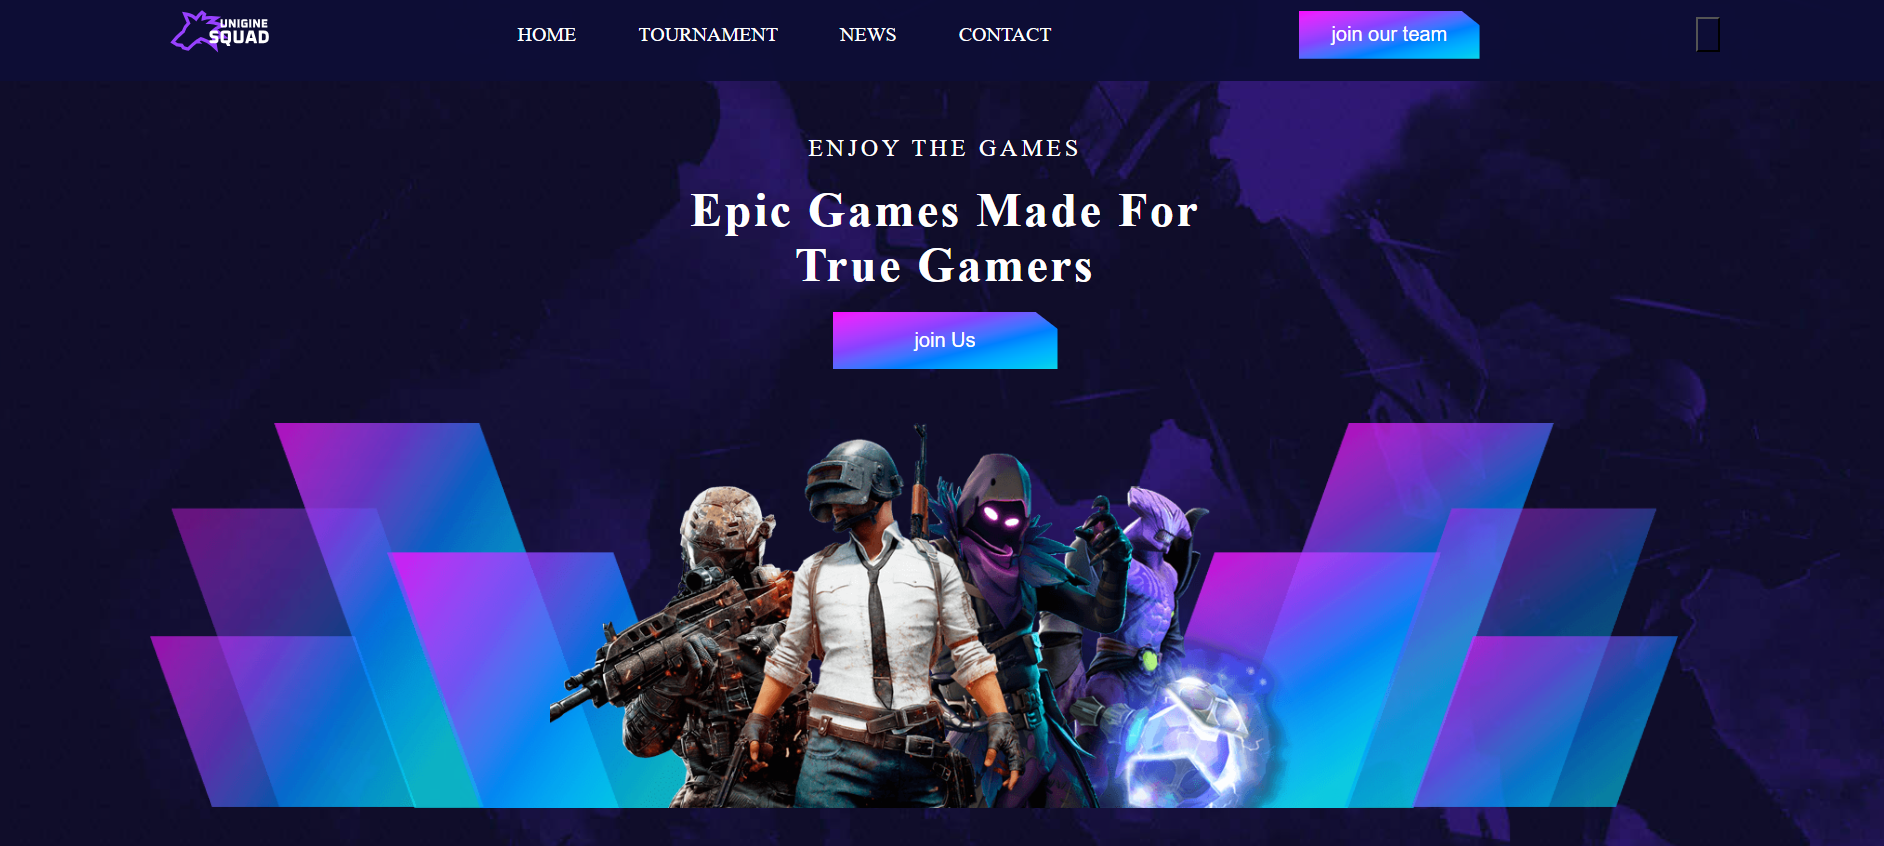 UNIGINE
SQUAD
HOME
TOURNAMENT
NEWS
CONTACT
join our team
ENJOY THE GAMES
Epic Games Made For
True Gamers
join Us